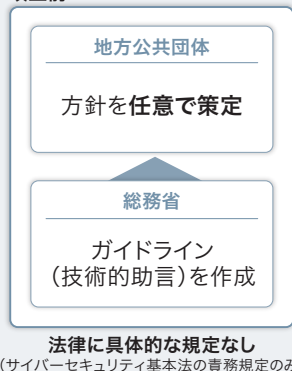 地方公共団体
方針を任意で策定
総務省
ガイドライン
(技術的助言)を作成
法律に具体的な規定なし
(サイバーセキュリティ基本法の責務規定のみ